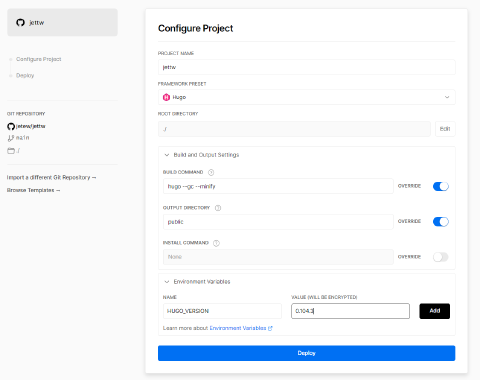 jettw
Configure Project
Deploy
GIT REPOSITORY
jetew/jettw
main
./
Import a different Git Repository →
Browse Templates →
Configure Project
PROJECT NAME
jettw
FRAMEWORK PRESET
Hugo
ROOT DIRECTORY
./
Edit
Build and Output Settings
BUILD COMMAND
hugo --gc --minify
OVERRIDE
OUTPUT DIRECTORY
public
OVERRIDE
INSTALL COMMAND
None
OVERRIDE
Environment Variables
NAME
VALUE (WILL BE ENCRYPTED)
HUGO_VERSION
0.104.3
Add
Learn more about Environment Variables
Deploy